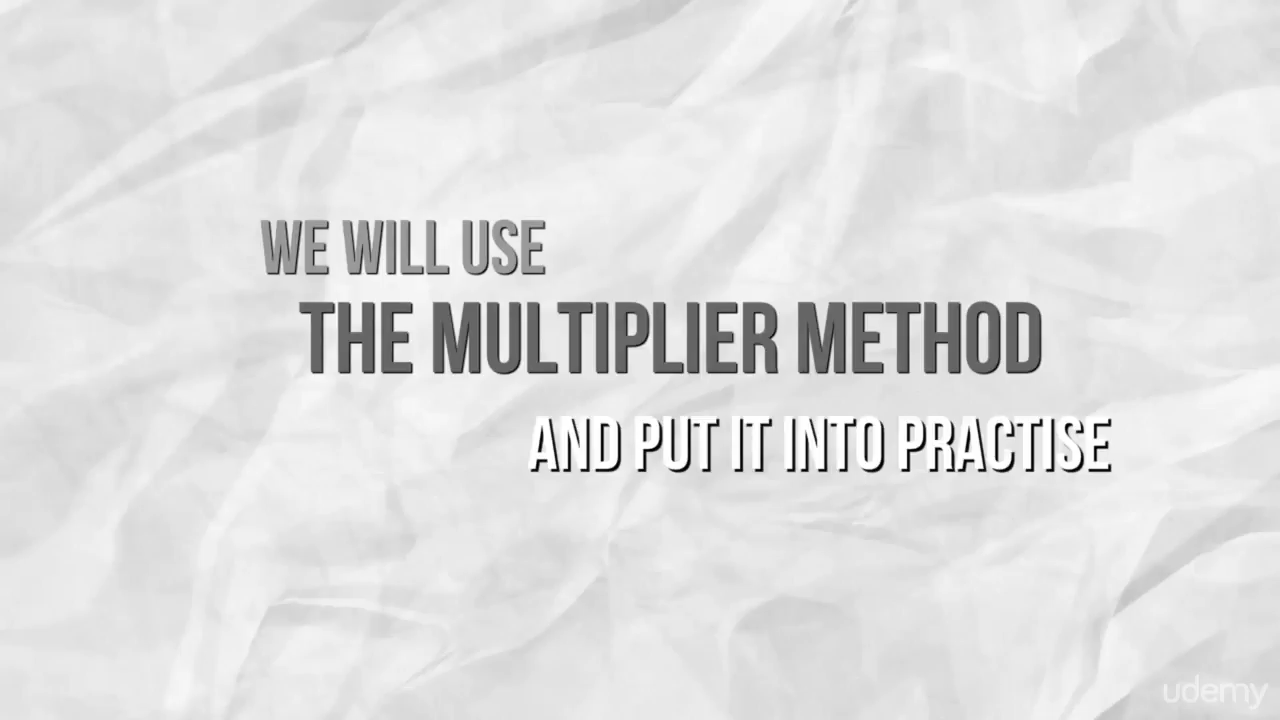 WE WILL USE
THE MULTIPLIER METHOD
AND PUT IT INTO PRACTISE
udemy